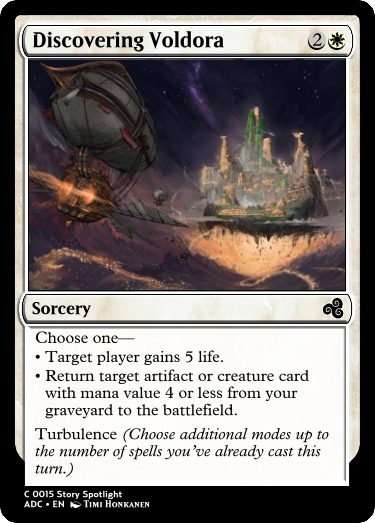 Discovering Voldora 2
Sorcery
Choose one—
• Target player gains 5 life.
• Return target artifact or creature card
with mana value 4 or less from your
graveyard to the battlefield.
Turbulence (Choose additional modes up to
the number of spells you've already cast this
turn.)
C 0015 Story Spotlight
ADC • EN Timi Honkanen